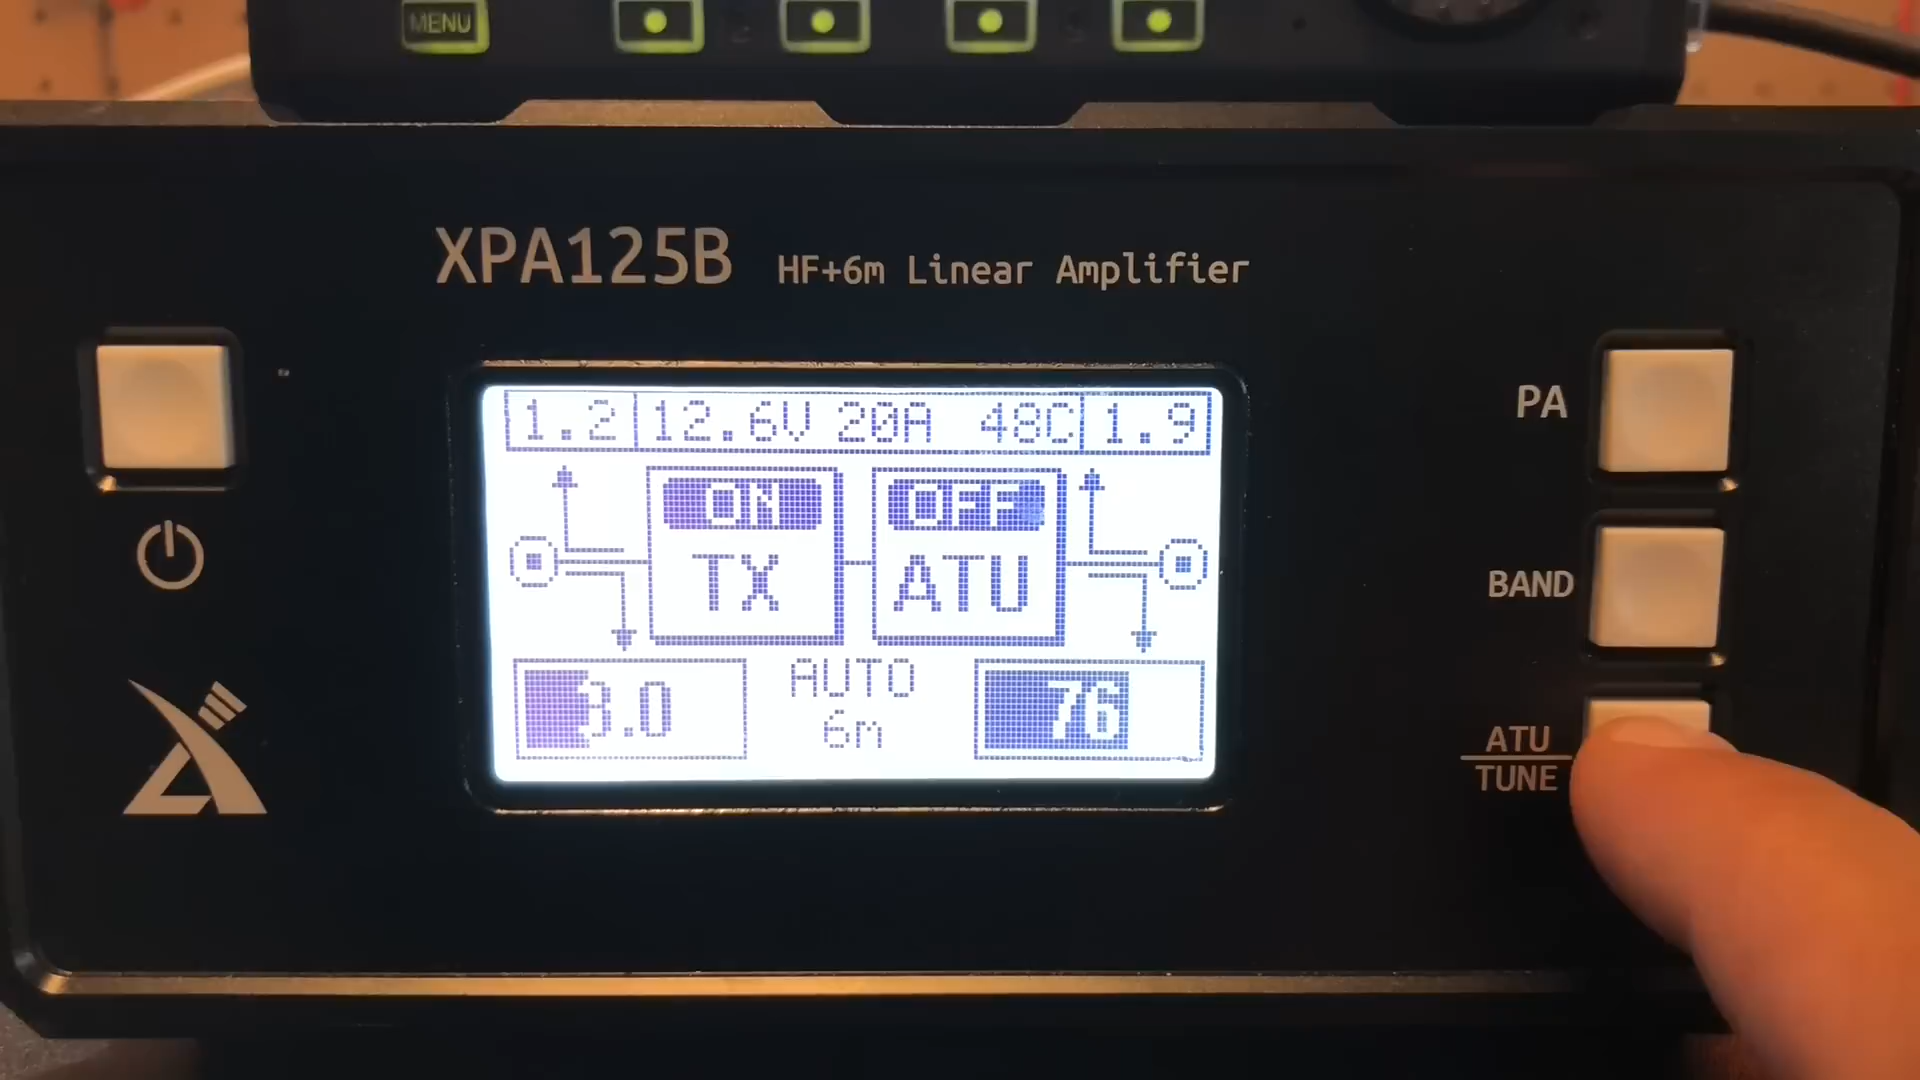 MENU
XPA125B HF+6m Linear Amplifier
1.2 12.6V 20A 48C 1.9
ON OFF
TX ATU
3.0 AUTO 76
6m
PA
BAND
ATU
TUNE